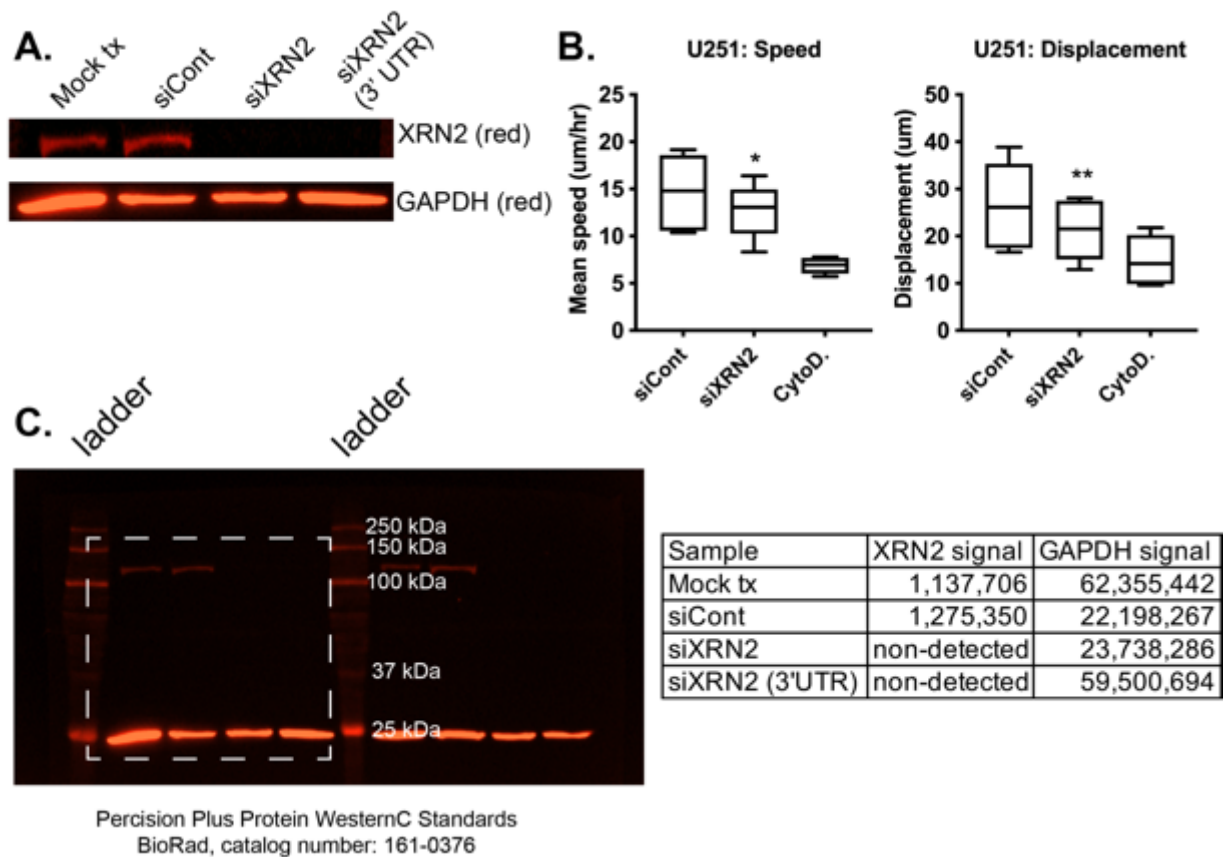 A.
Mock tx
siCont
siXRN2
siXRN2
(3' UTR)
XRN2 (red)
GAPDH (red)
B.
U251: Speed
Mean speed (um/hr)
25
20
15
10
5
0
*
siCont
siXRN2
CytoD.
U251: Displacement
Displacement (um)
50
40
30
20
10
0
**
siCont
siXRN2
CytoD.
C.
ladder
ladder
250 kDa
150 kDa
100 kDa
37 kDa
25 kDa
Percision Plus Protein WesternC Standards
BioRad, catalog number: 161-0376
Sample XRN2 signal GAPDH signal
Mock tx 1,137,706 62,355,442
siCont 1,275,350 22,198,267
siXRN2 non-detected 23,738,286
siXRN2 (3'UTR) non-detected 59,500,694